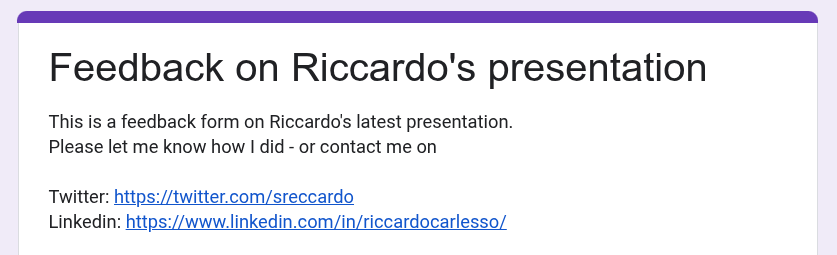 Feedback on Riccardo's presentation
This is a feedback form on Riccardo's latest presentation.
Please let me know how I did - or contact me on
Twitter: https://twitter.com/sreccardo
Linkedin: https://www.linkedin.com/in/riccardocarlesso/